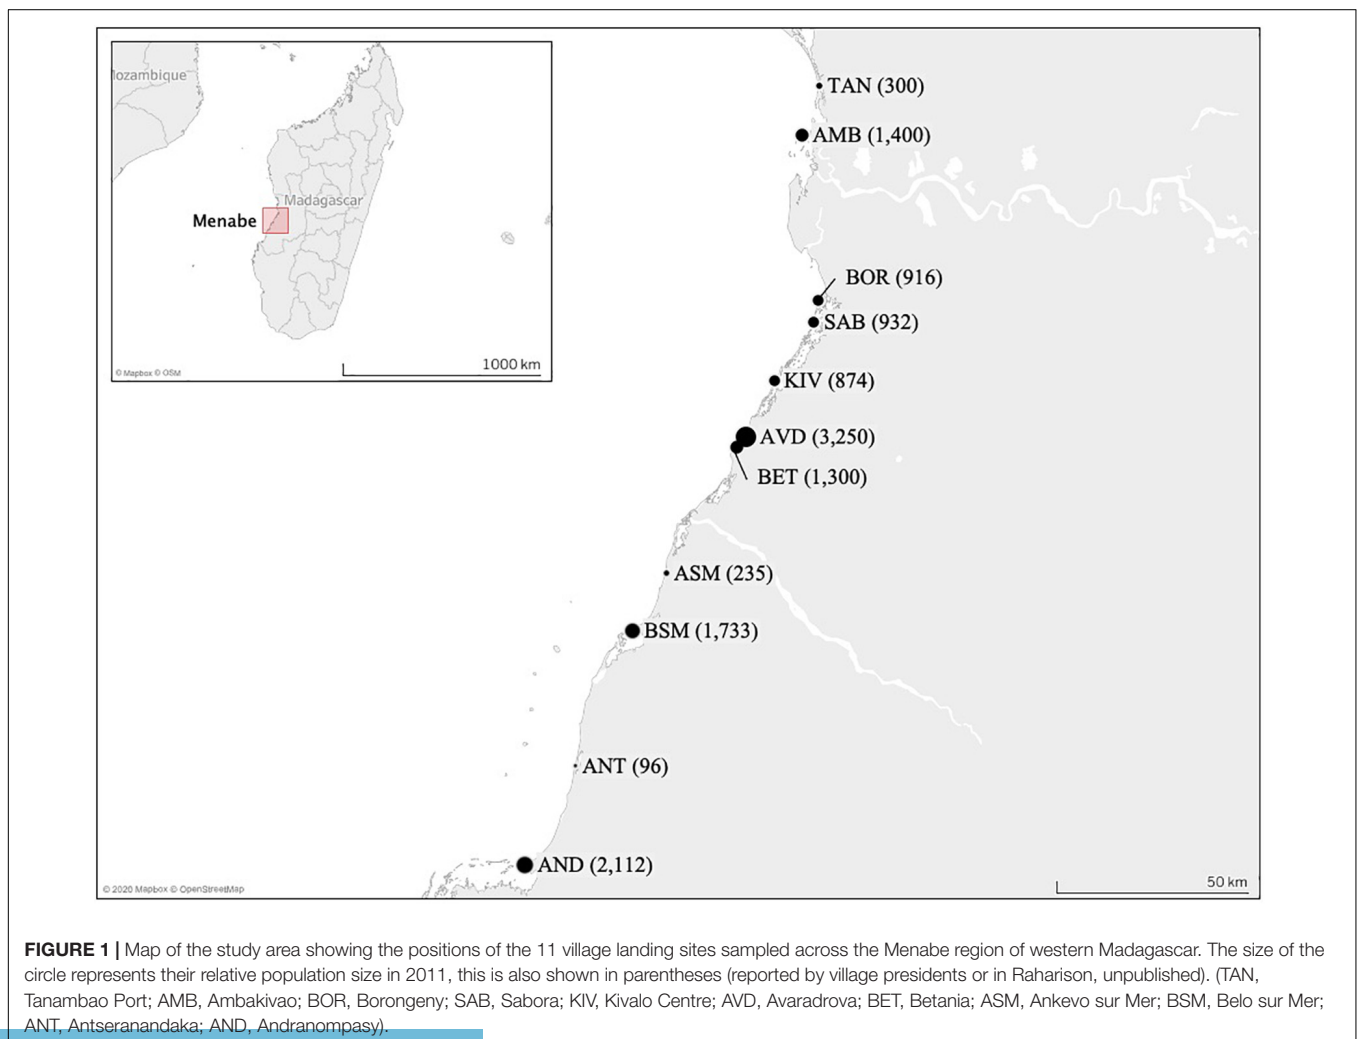 lozambique
Madagascar
Menabe
1000 km
© Mapbox © OSM
TAN (300)
AMB (1,400)
BOR (916)
SAB (932)
KIV (874)
AVD (3,250)
BET (1,300)
ASM (235)
BSM (1,733)
ANT (96)
AND (2,112)
© 2020 Mapbox © OpenStreetMap
50 km
FIGURE 1 | Map of the study area showing the positions of the 11 village landing sites sampled across the Menabe region of western Madagascar. The size of the
circle represents their relative population size in 2011, this is also shown in parentheses (reported by village presidents or in Raharison, unpublished). (TAN,
Tanambao Port; AMB, Ambakivao; BOR, Borongeny; SAB, Sabora; KIV, Kivalo Centre; AVD, Avaradrova; BET, Betania; ASM, Ankevo sur Mer; BSM, Belo sur Mer;
ANT, Antseranandaka; AND, Andranompasy).